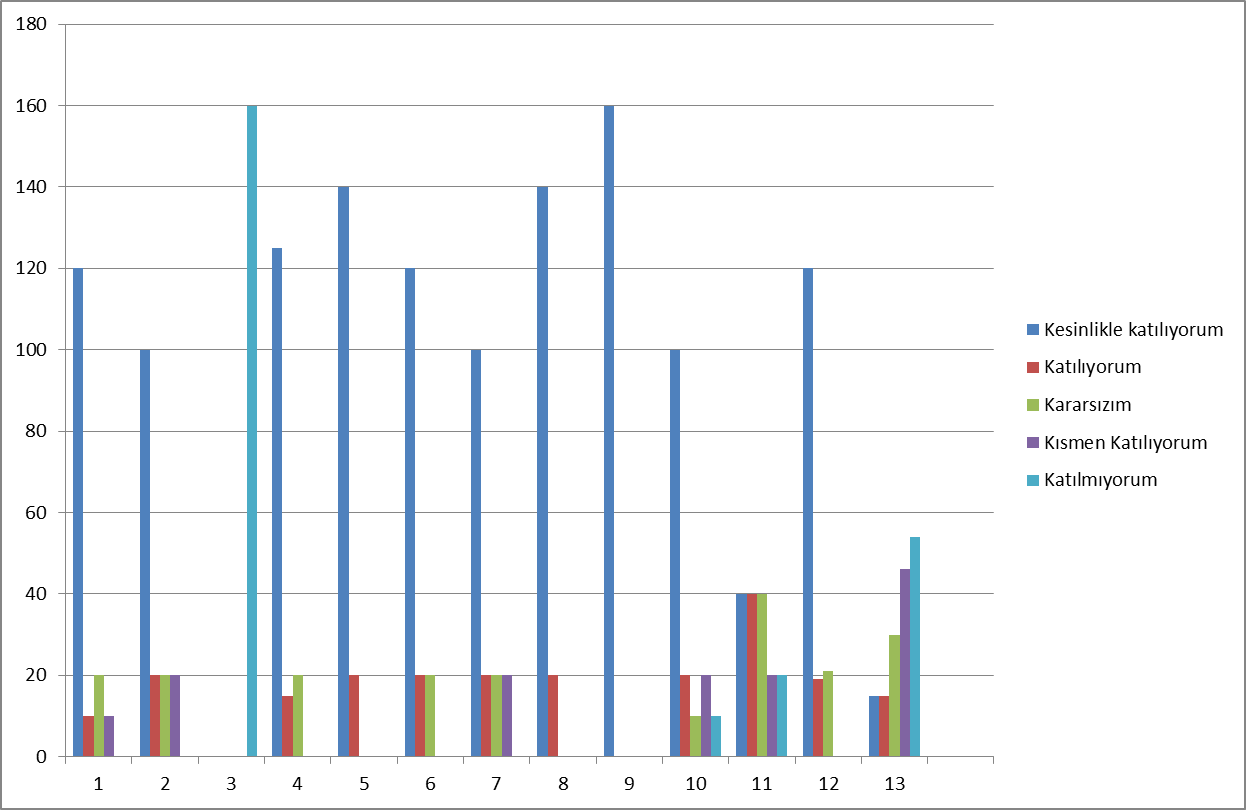 180
160
140
120
100
80
60
40
20
0
1 2 3 4 5 6 7 8 9 10 11 12 13
Kesinlikle katılıyorum
Katılıyorum
Kararsızım
Kısmen Katılıyorum
Katılmıyorum